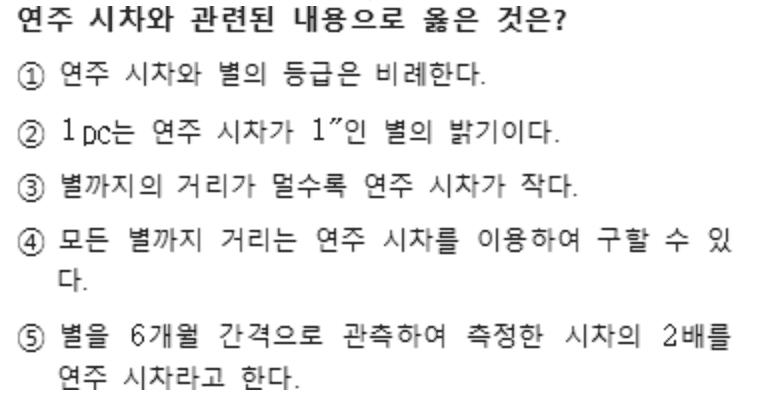 연주 시차와 관련된 내용으로 옳은 것은?
① 연주 시차와 별의 등급은 비례한다.
② 1pc는 연주 시차가 1″인 별의 밝기이다.
③ 별까지의 거리가 멀수록 연주 시차가 작다.
④ 모든 별까지 거리는 연주 시차를 이용하여 구할 수 있
다.
⑤ 별을 6개월 간격으로 관측하여 측정한 시차의 2배를
연주 시차라고 한다.